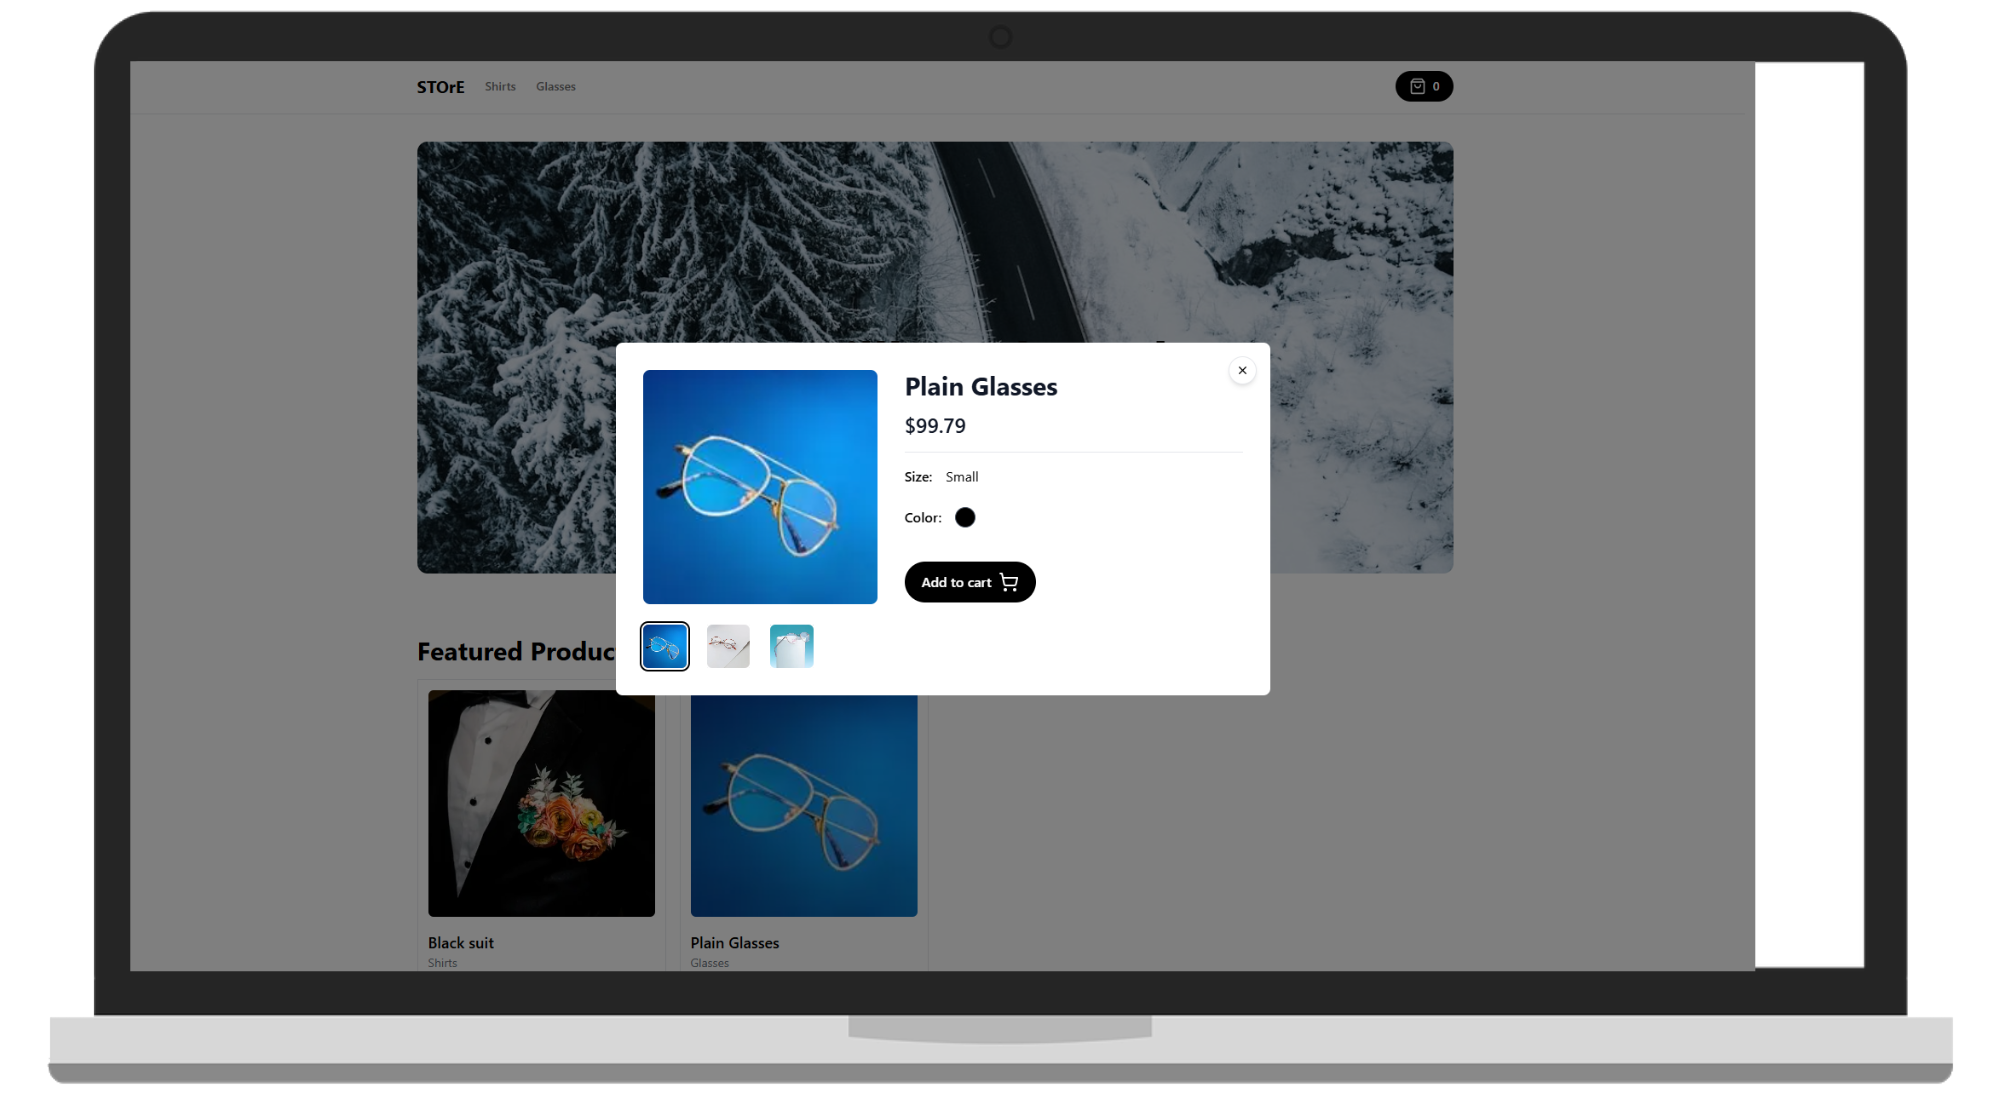 STOrE Shirts Glasses 0
Plain Glasses
$99.79
Size: Small
Color:
Add to cart
Featured Produc
Black suit
Shirts
Plain Glasses
Glasses